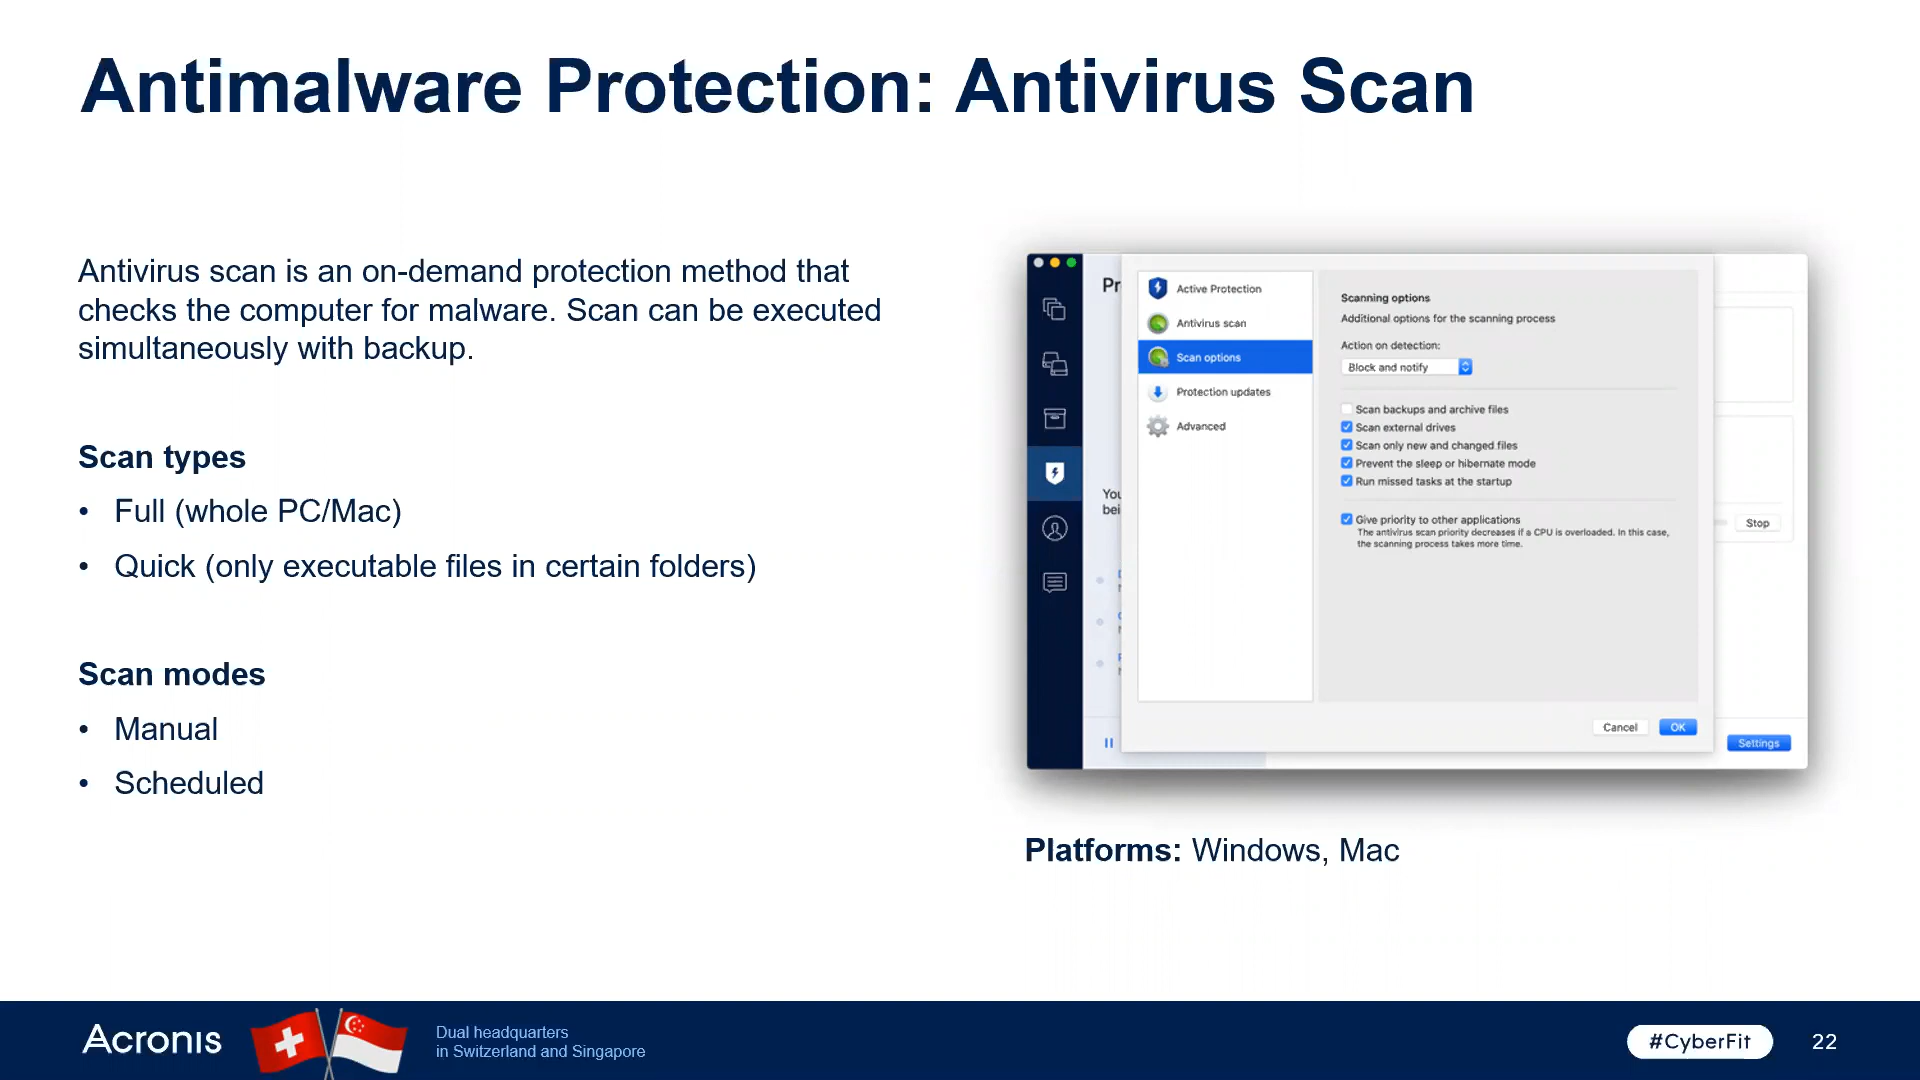 Antimalware Protection: Antivirus Scan
Antivirus scan is an on-demand protection method that
checks the computer for malware. Scan can be executed
simultaneously with backup.
Scan types
• Full (whole PC/Mac)
• Quick (only executable files in certain folders)
Scan modes
• Manual
• Scheduled
Pr
You
bei
Active Protection
Antivirus scan
Scan options
Protection updates
Advanced
Scanning options
Additional options for the scanning process
Action on detection:
Block and notify
Scan backups and archive files
Scan external drives
Scan only new and changed files
Prevent the sleep or hibernate mode
Run missed tasks at the startup
Give priority to other applications
The antivirus scan priority decreases if a CPU is overloaded. In this case,
the scanning process takes more time.
Stop
Cancel
OK
Settings
Platforms: Windows, Mac
Acronis
Dual headquarters
in Switzerland and Singapore
#CyberFit
22